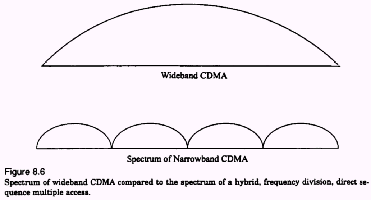 Wideband CDMA
Spectrum of Narrowband CDMA
Figure 8.6
Spectrum of wideband CDMA compared to the spectrum of a hybrid, frequency division, direct se-
quence multiple access.